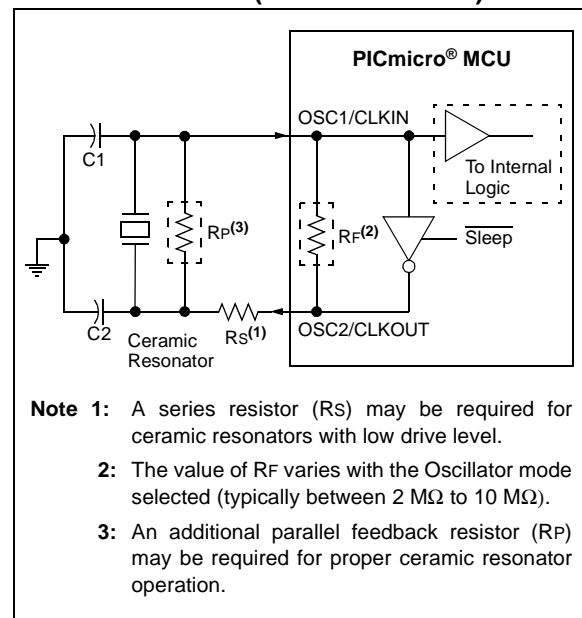 PICmicro® MCU
OSC1/CLKIN
C1
To Internal
Logic
RP(3)
RF(2)
Sleep
C2
Ceramic
Resonator
RS(1)
OSC2/CLKOUT
Note 1: A series resistor (RS) may be required for
ceramic resonators with low drive level.
2: The value of RF varies with the Oscillator mode
selected (typically between 2 MΩ to 10 MΩ).
3: An additional parallel feedback resistor (RP)
may be required for proper ceramic resonator
operation.